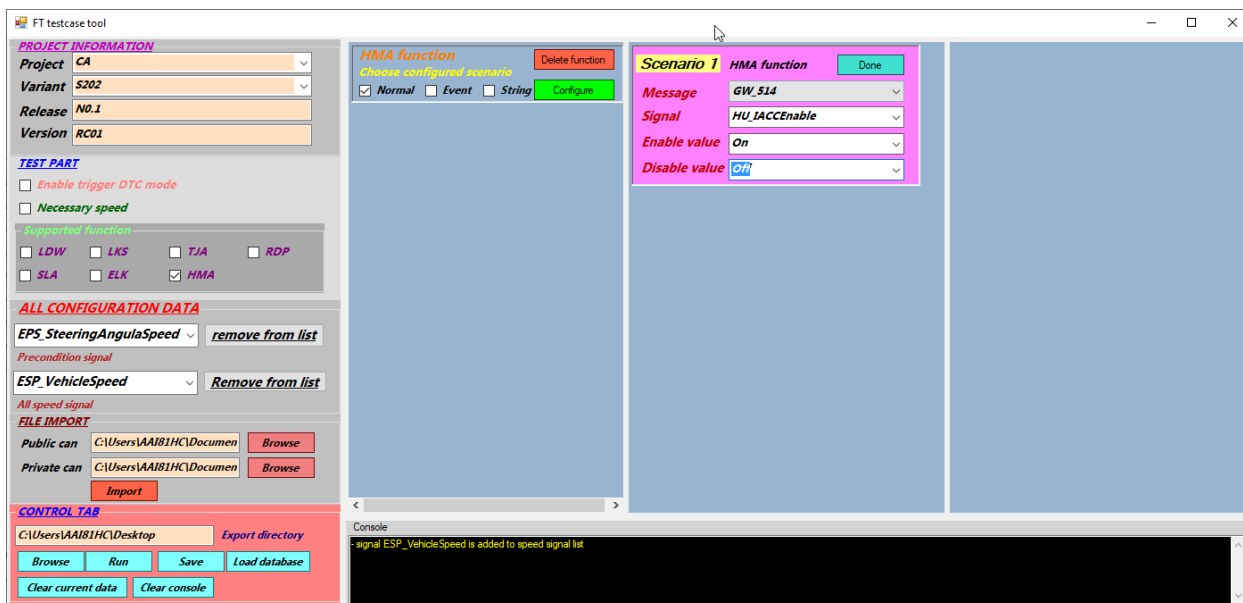 FT testcase tool
PROJECT INFORMATION
Project CA
Variant S202
Release N0.1
Version RC01
TEST PART
Enable trigger DTC mode
Necessary speed
Supported function
LDW LKS TJA RDP
SLA ELK HMA
ALL CONFIGURATION DATA
EPS_SteeringAngulaSpeed remove from list
Precondition signal
ESP_VehicleSpeed Remove from list
All speed signal
FILE IMPORT
Public can C:\Users\AAI81HC\Documen Browse
Private can C:\Users\AAI81HC\Documen Browse
Import
CONTROL TAB
C:\Users\AAI81HC\Desktop Export directory
Browse Run Save Load database
Clear current data Clear console
HMA function Delete function
Choose configured scenario
Normal Event String Configure
Scenario 1 HMA function Done
Message GW_514
Signal HU_IACCEnable
Enable value On
Disable value Off
Console
- signal ESP_VehicleSpeed is added to speed signal list